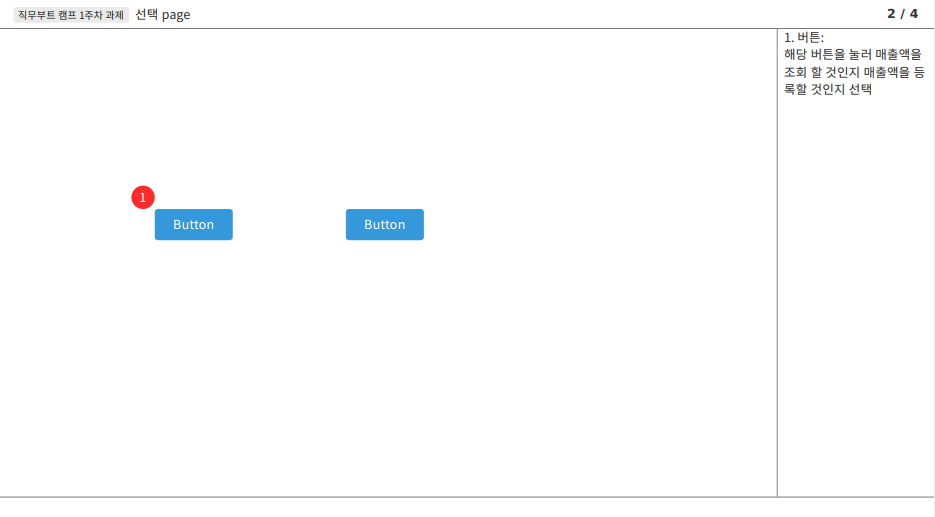 직무부트 캠프 1주차 과제 선택 page 2 / 4
1. 버튼:
해당 버튼을 눌러 매출액을
조회 할 것인지 매출액을 등
록할 것인지 선택
1
Button Button